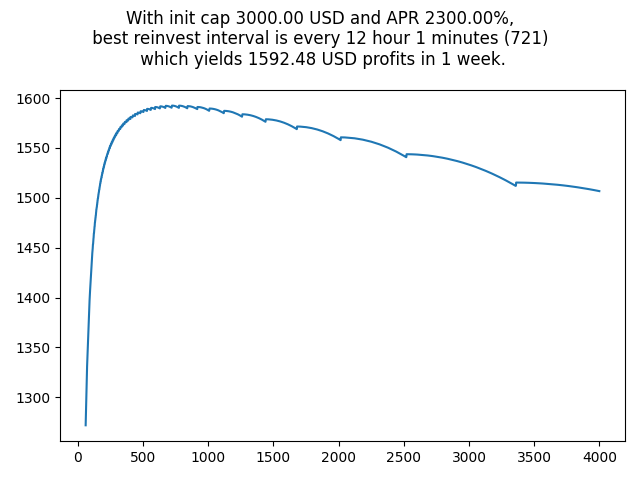 With init cap 3000.00 USD and APR 2300.00%,
best reinvest interval is every 12 hour 1 minutes (721)
which yields 1592.48 USD profits in 1 week.
1600
1550
1500
1450
1400
1350
1300
0 500 1000 1500 2000 2500 3000 3500 4000